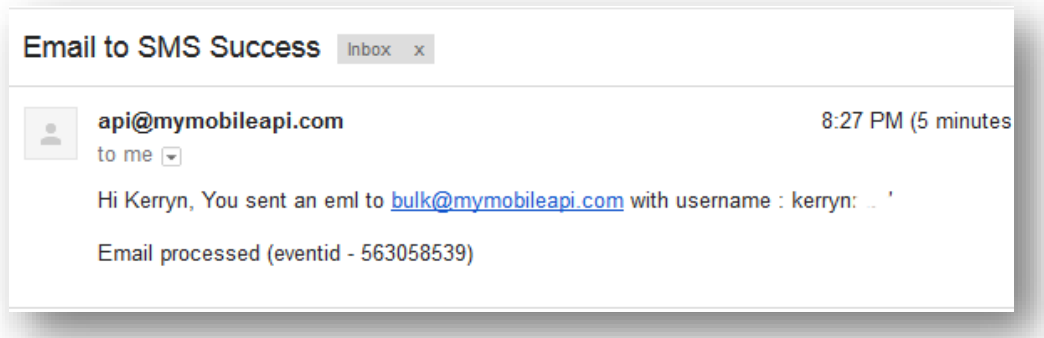 Email to SMS Success Inbox x
api@mymobileapi.com 8:27 PM (5 minutes
to me
Hi Kerryn, You sent an eml to bulk@mymobileapi.com with username : kerryn: '
Email processed (eventid - 563058539)